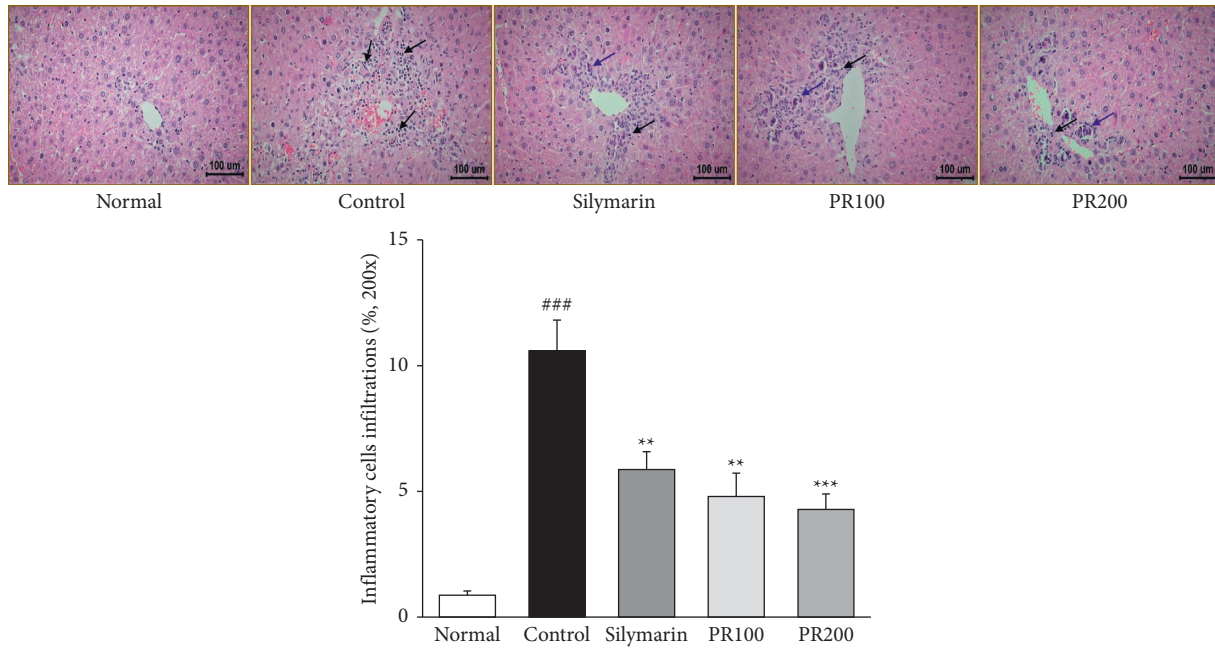 100 um
100 um
100 um
100 um
100 um
Normal
Control
Silymarin
PR100
PR200
Inflammatory cells infiltrations (%, 200x)
15
10
5
0
###
**
**
***
Normal
Control
Silymarin
PR100
PR200